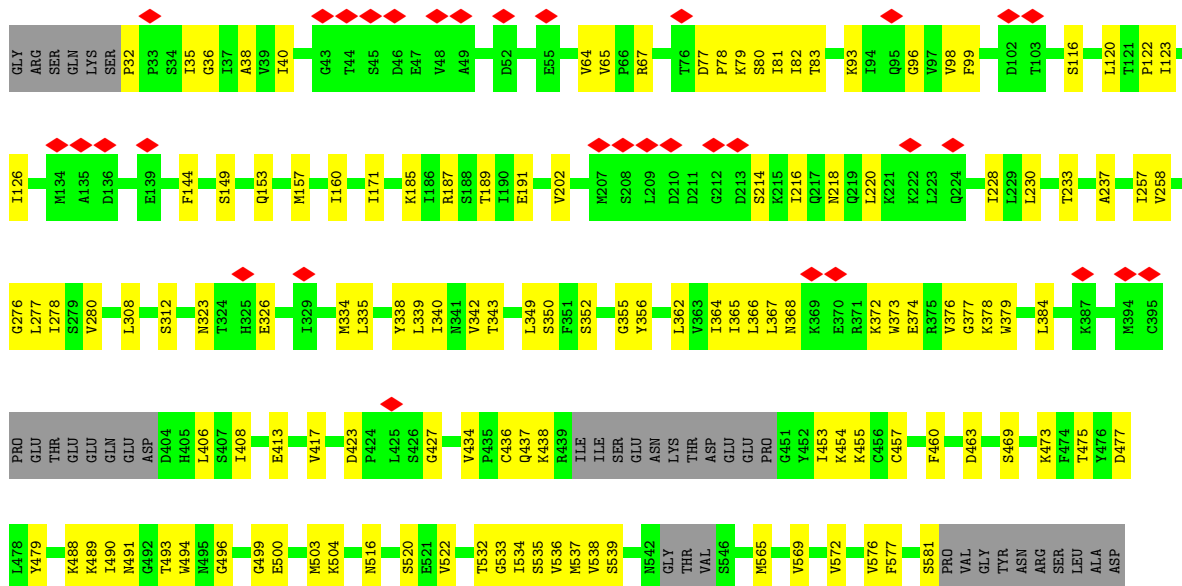 GLY ARG SER GLN LYS SER P32 P33 S34 I35 G36 I37 A38 V39 I40 G43 T44 S45 D46 E47 V48 A49 D52 E55 V64 V65 P66 R67 T76 D77 P78 K79 S80 I81 I82 T83 K93 I94 Q95 G96 V97 V98 F99 D102 T103 S116 L120 T121 P122 I123
I126 M134 A135 D136 E139 F144 S149 Q153 M157 I160 I171 K185 I186 R187 S188 T189 I190 E191 V202 M207 S208 L209 D210 D211 G212 D213 S214 K215 I216 Q217 N218 Q219 L220 K221 K222 L223 Q224 I228 L229 L230 T233 A237 I257 V258
G276 L277 I278 S279 V280 L308 S312 N323 T324 H325 E326 I329 M334 L335 Y338 L339 I340 N341 V342 T343 L349 S350 F351 S352 G355 Y356 L362 V363 I364 I365 L366 L367 N368 K369 E370 R371 K372 W373 E374 R375 V376 G377 K378 W379 L384 K387 M394 C395
PRO GLU THR GLU GLU GLN GLU ASP D404 H405 L406 S407 I408 E413 V417 D423 P424 L425 S426 G427 V434 P435 C436 Q437 K438 R439 ILE ILE SER GLU ASN LYS THR ASP GLU GLU PRO G451 Y452 I453 K454 K455 C456 C457 F460 D463 S469 K473 F474 T475 Y476 D477
L478 Y479 K488 K489 I490 N491 G492 T493 W494 N495 G496 G499 E500 M503 K504 N516 S520 E521 V522 T532 G533 I534 S535 V536 M537 V538 S539 N542 GLY THR VAL S546 M565 V569 V572 V576 F577 S581 PRO VAL GLY TYR ASN ARG SER LEU ALA ASP